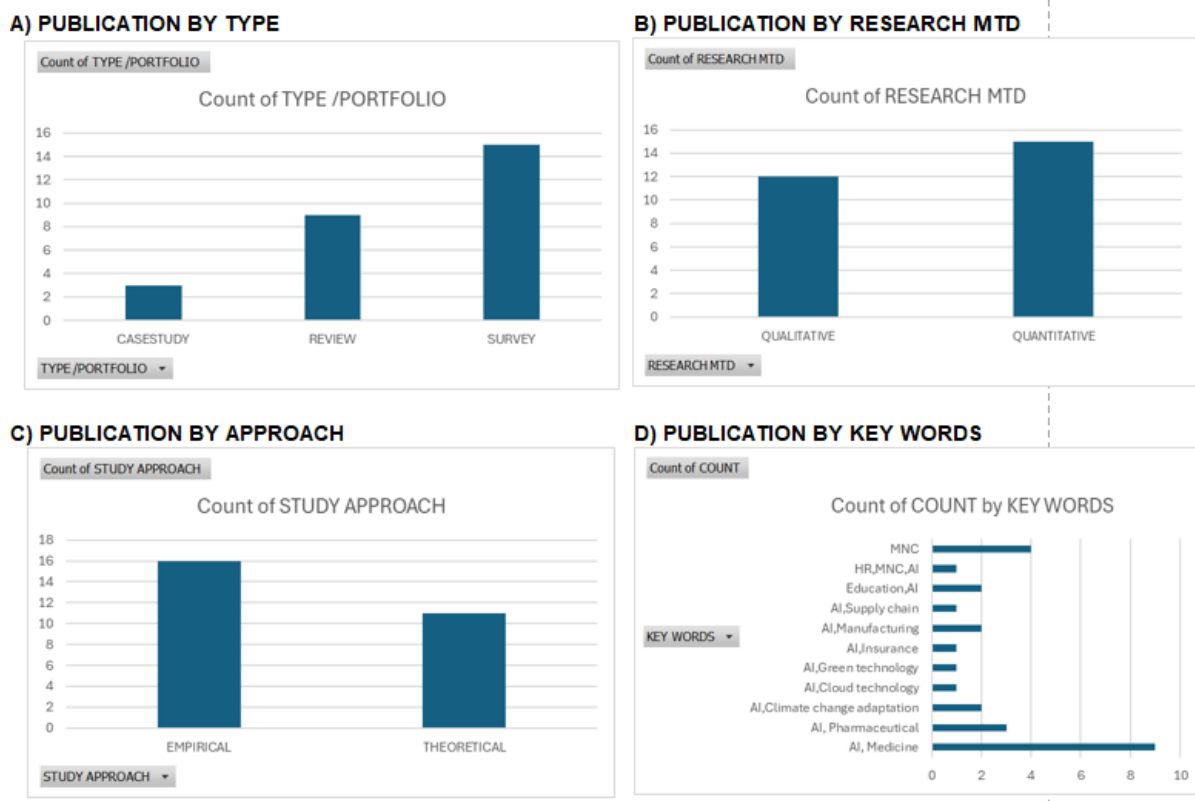 A) PUBLICATION BY TYPE
Count of TYPE /PORTFOLIO
Count of TYPE /PORTFOLIO
16
14
12
10
8
6
4
2
0
CASESTUDY REVIEW SURVEY
TYPE /PORTFOLIO
B) PUBLICATION BY RESEARCH MTD
Count of RESEARCH MTD
Count of RESEARCH MTD
16
14
12
10
8
6
4
2
0
QUALITATIVE QUANTITATIVE
RESEARCH MTD
C) PUBLICATION BY APPROACH
Count of STUDY APPROACH
Count of STUDY APPROACH
18
16
14
12
10
8
6
4
2
0
EMPIRICAL THEORETICAL
STUDY APPROACH
D) PUBLICATION BY KEY WORDS
Count of COUNT
Count of COUNT by KEY WORDS
MNC
HR,MNC,AI
Education,AI
AI,Supply chain
AI,Manufacturing
KEY WORDS
AI,Insurance
AI,Green technology
AI,Cloud technology
AI,Climate change adaptation
AI, Pharmaceutical
AI, Medicine
0 2 4 6 8 10